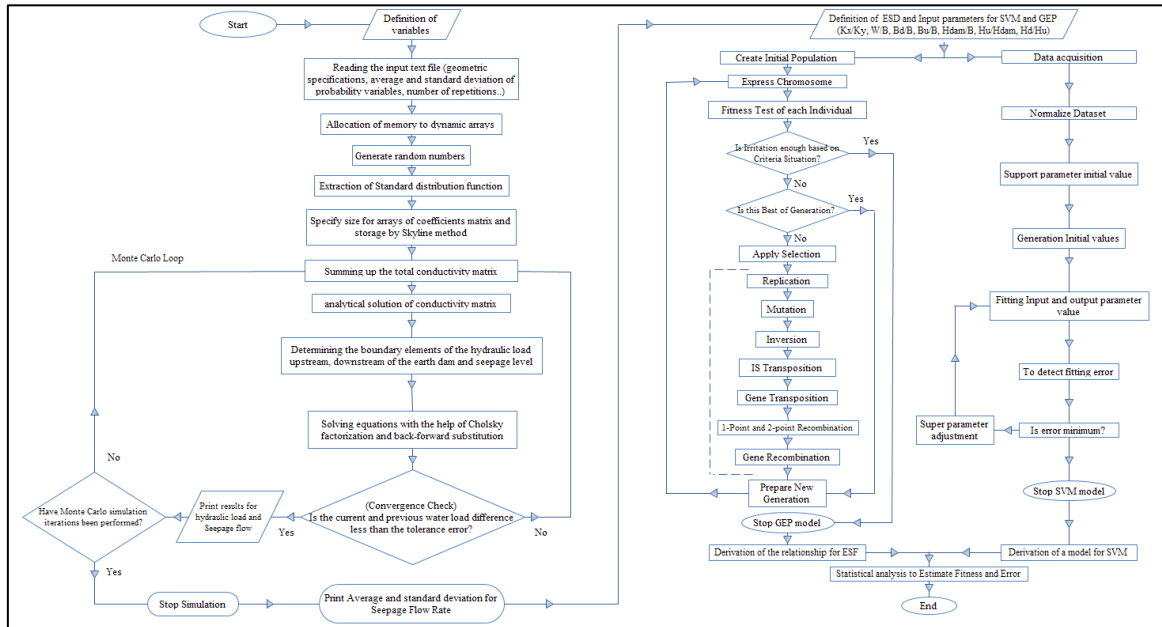 Start
Definition of
variables
Reading the input text file (geometric
specifications, average and standard deviation of
probability variables, number of repetitions..)
Allocation of memory to dynamic arrays
Generate random numbers
Extraction of Standard distribution function
Specify size for arrays of coefficients matrix and
storage by Skyline method
Monte Carlo Loop
Summing up the total conductivity matrix
analytical solution of conductivity matrix
Determining the boundary elements of the hydraulic load
upstream, downstream of the earth dam and seepage level
Solving equations with the help of Cholsky
factorization and back-forward substitution
(Convergence Check)
Is the current and previous water load difference
less than the tolerance error?
No
Yes
Print results for
hydraulic load and
Seepage flow
Have Monte Carlo simulation
iterations been performed?
No
Yes
Stop Simulation
Print Average and standard deviation for
Seepage Flow Rate
Definition of ESD and Input parameters for SVM and GEP
(Kx/Ky, W/B, Bd/B, Bu/B, Hdam/B, Hu/Hdam, Hd/Hu)
Create Initial Population
Express Chromosome
Fitness Test of each Individual
Is Irritation enough based on
Criteria Situation?
Yes
No
Is this Best of Generation?
Yes
No
Apply Selection
Replication
Mutation
Inversion
IS Transposition
Gene Transposition
1-Point and 2-point Recombination
Gene Recombination
Prepare New
Generation
Stop GEP model
Derivation of the relationship for ESF
Data acquisition
Normalize Dataset
Support parameter initial value
Generation Initial values
Fitting Input and output parameter
value
To detect fitting error
Super parameter
adjustment
Is error minimum?
Stop SVM model
Derivation of a model for SVM
Statistical analysis to Estimate Fitness and Error
End